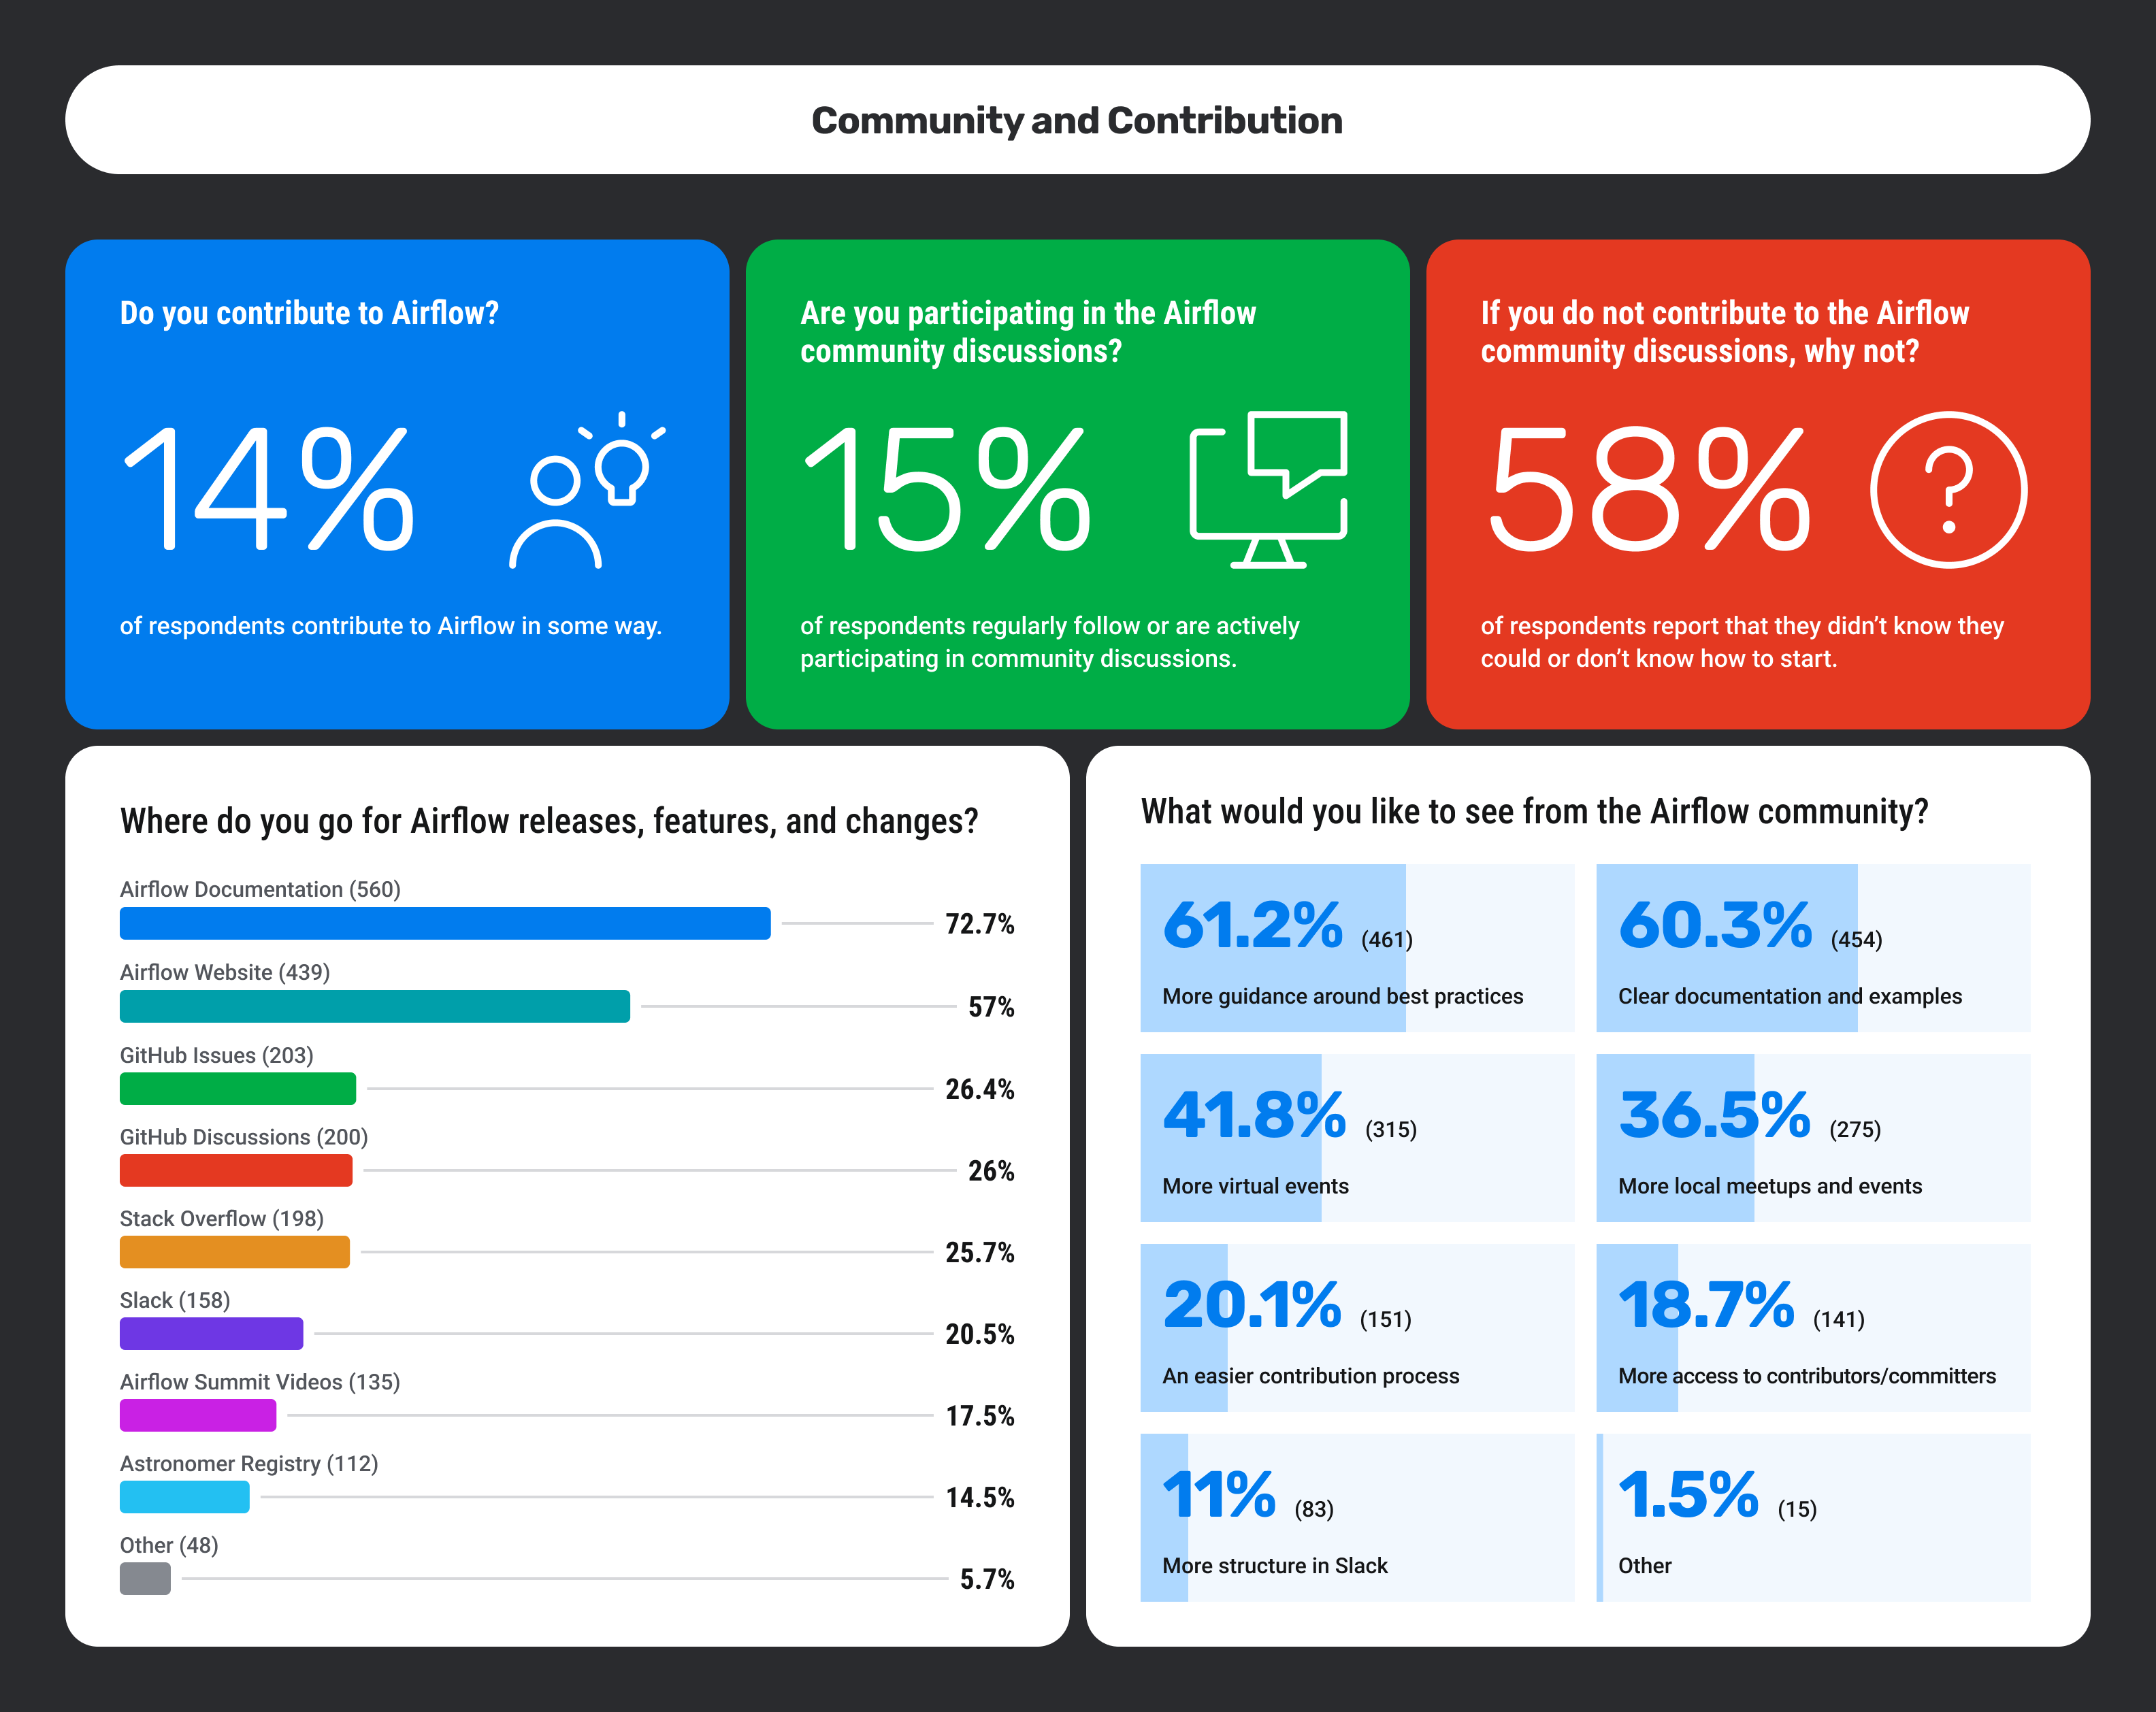 Community and Contribution
Do you contribute to Airflow?
14%
of respondents contribute to Airflow in some way.
Are you participating in the Airflow
community discussions?
15%
of respondents regularly follow or are actively
participating in community discussions.
If you do not contribute to the Airflow
community discussions, why not?
58%
?
of respondents report that they didn’t know they
could or don’t know how to start.
Where do you go for Airflow releases, features, and changes?
Airflow Documentation (560)
72.7%
Airflow Website (439)
57%
GitHub Issues (203)
26.4%
GitHub Discussions (200)
26%
Stack Overflow (198)
25.7%
Slack (158)
20.5%
Airflow Summit Videos (135)
17.5%
Astronomer Registry (112)
14.5%
Other (48)
5.7%
What would you like to see from the Airflow community?
61.2% (461)
More guidance around best practices
60.3% (454)
Clear documentation and examples
41.8% (315)
More virtual events
36.5% (275)
More local meetups and events
20.1% (151)
An easier contribution process
18.7% (141)
More access to contributors/committers
11% (83)
More structure in Slack
1.5% (15)
Other